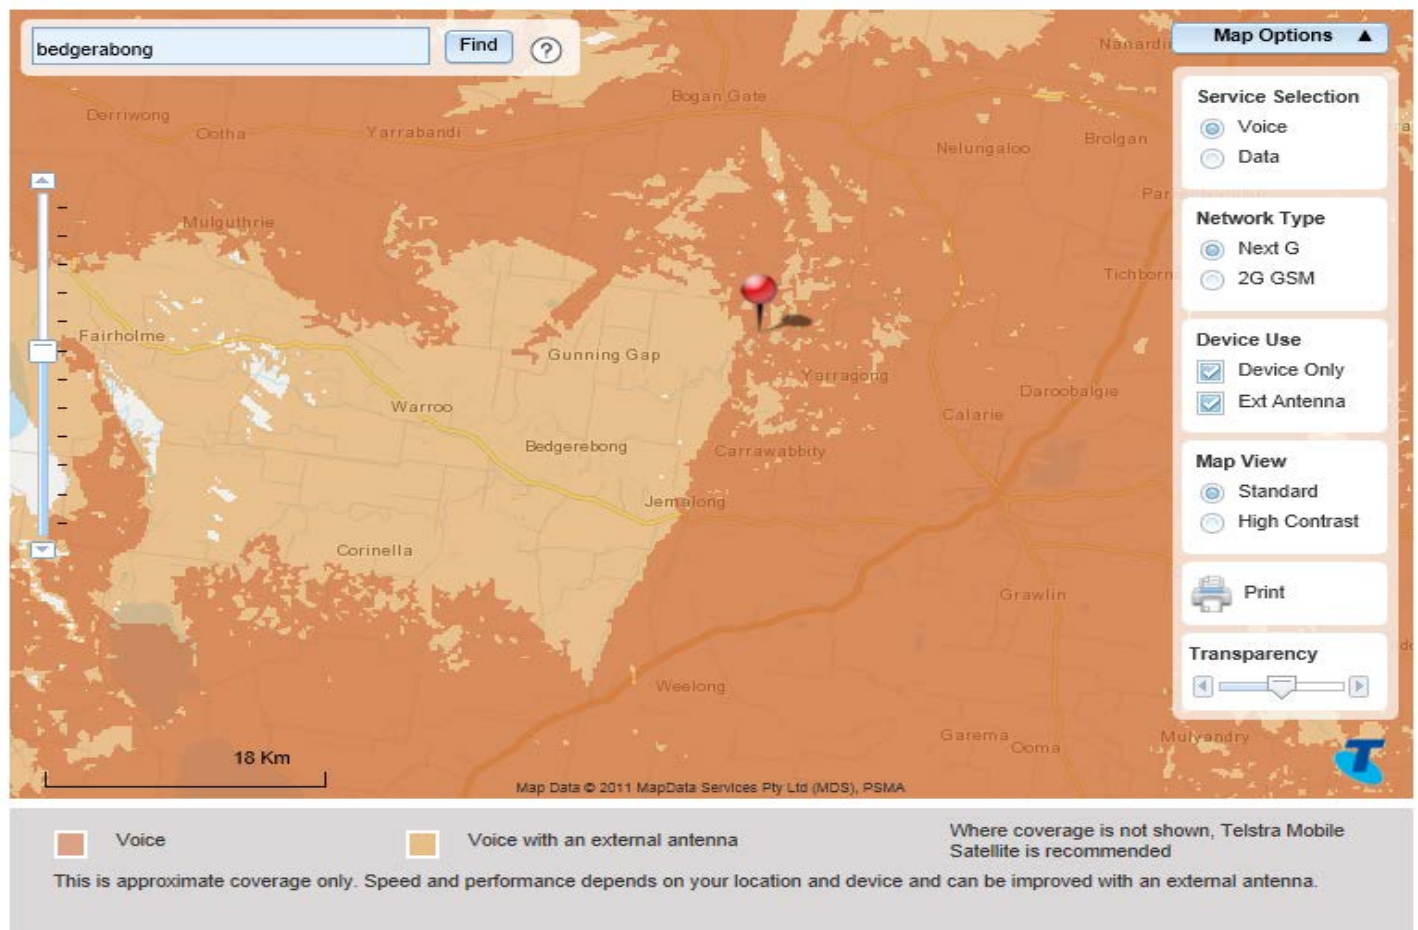 bedgerabong
Find
?
Map Options ▲
Nanardi
Service Selection
Voice
Data
Network Type
Next G
2G GSM
Device Use
Device Only
Ext Antenna
Map View
Standard
High Contrast
Print
Transparency
Bogan Gate
Derriwong
Ootha
Yarrabandi
Nelungaloo
Brolgan
Par
Mulguthrie
Tichborn
Fairholme
Gunning Gap
Yarragong
Daroobalgie
Warroo
Calarie
Bedgerebong
Carrawabbity
Jemalong
Corinella
Grawlin
Weelong
Garema
Ooma
Mulyandry
18 Km
Map Data © 2011 MapData Services Pty Ltd (MDS), PSMA
T
Voice
Voice with an external antenna
Where coverage is not shown, Telstra Mobile
Satellite is recommended
This is approximate coverage only. Speed and performance depends on your location and device and can be improved with an external antenna.